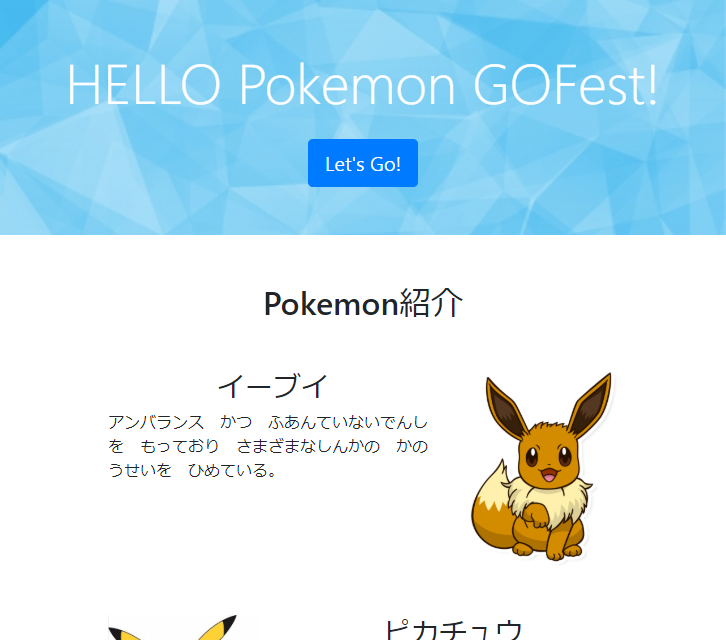 HELLO Pokemon GOFest!
Let's Go!
Pokemon紹介
イーブイ
アンバランス　かつ　ふあんていないでんし
を　もっており　さまざまなしんかの　かの
うせいを　ひめている。
ピカチュウ